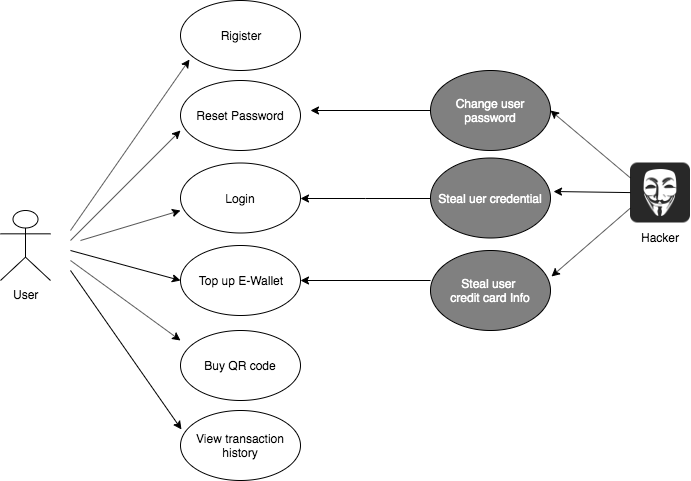 Rigister
Reset Password
Login
Top up E-Wallet
Buy QR code
View transaction
history
User
Change user
password
Steal uer credential
Steal user
credit card Info
Hacker